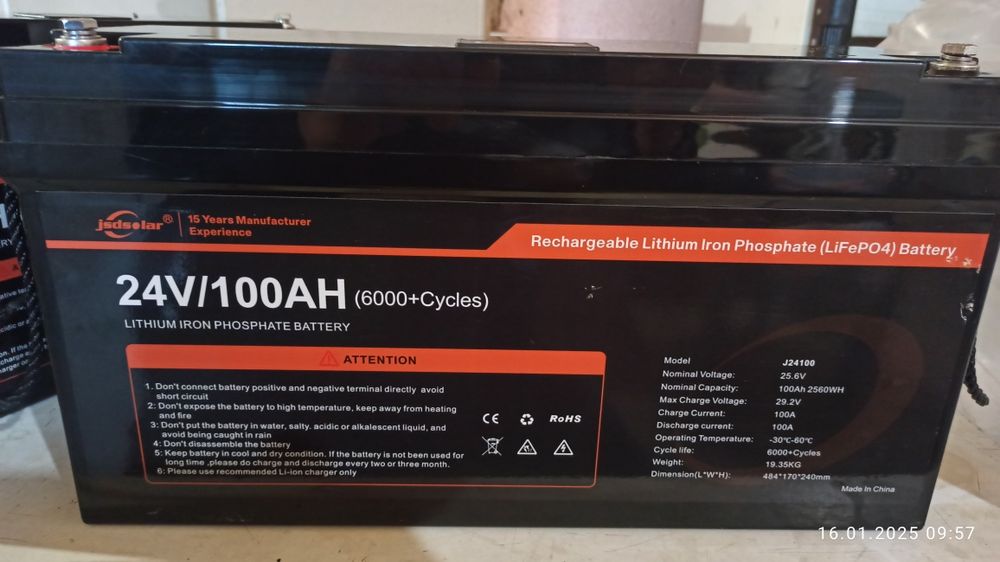 jsdsolar®
15 Years Manufacturer
Experience
Rechargeable Lithium Iron Phosphate (LiFePO4) Battery
24V/100AH (6000+Cycles)
LITHIUM IRON PHOSPHATE BATTERY
ATTENTION
1. Don't connect battery positive and negative terminal directly avoid
short circuit
2: Don't expose the battery to high temperature, keep away from heating
and fire
3: Don't put the battery in water, salty. acidic or alkalescent liquid, and
avoid being caught in rain
4: Don't disassemble the battery
5: Keep battery in cool and dry condition. If the battery is not been used for
long time ,please do charge and discharge every two or three month.
6: Please use recommended Li-ion charger only
CE RoHS
Model J24100
Nominal Voltage: 25.6V
Nominal Capacity: 100Ah 2560WH
Max Charge Voltage: 29.2V
Charge Current: 100A
Discharge current: 100A
Operating Temperature: -30℃-60℃
Cycle life: 6000+Cycles
Weight: 19.35KG
Dimension(L*W*H): 484*170*240mm
Made In China
16.01.2025 09:57